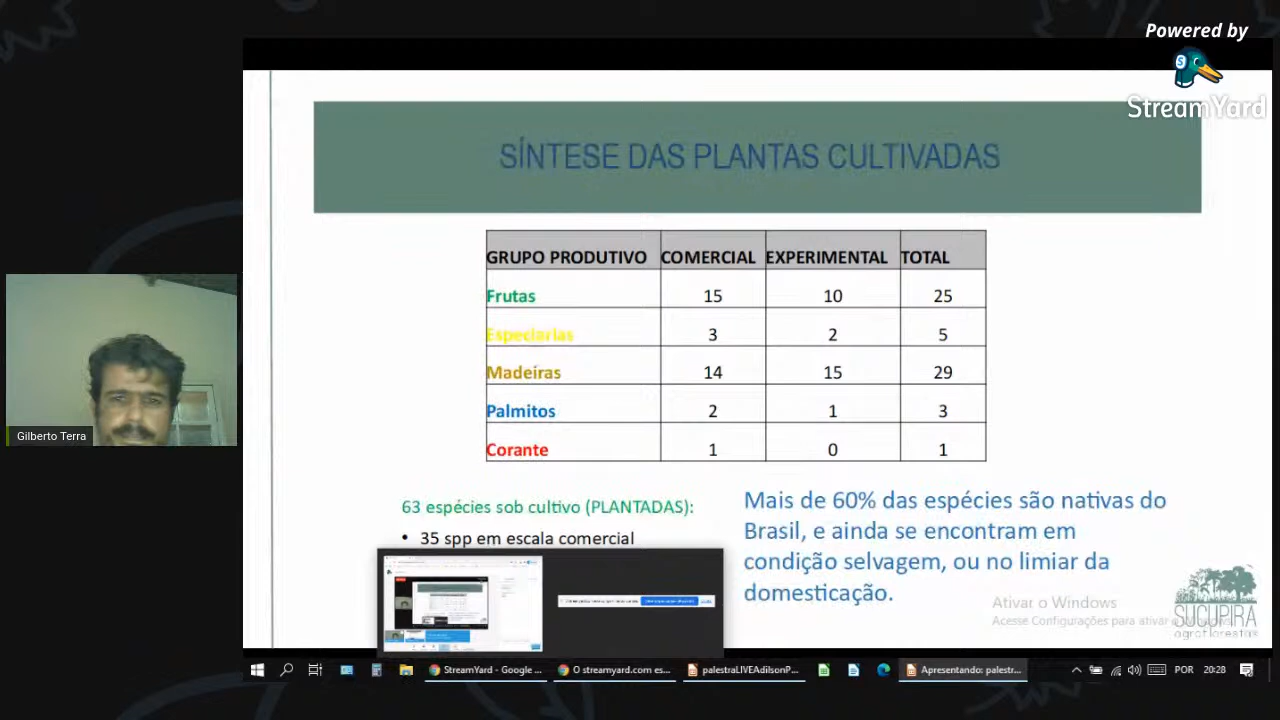 Powered by
StreamYard
SÍNTESE DAS PLANTAS CULTIVADAS
GRUPO PRODUTIVO COMERCIAL EXPERIMENTAL TOTAL
Frutas 15 10 25
Especiarias 3 2 5
Madeiras 14 15 29
Palmitos 2 1 3
Corante 1 0 1
Gilberto Terra
63 espécies sob cultivo (PLANTADAS):
• 35 spp em escala comercial
Mais de 60% das espécies são nativas do
Brasil, e ainda se encontram em
condição selvagem, ou no limiar da
domesticação.
Ativar o Windows
Acesse Configurações para ativar o
SUCUPIRA
agrofloresta
StreamYard - Google ...
O streamyard.com es...
palestraLIVEAdilsonP...
Apresentando: palestr...
POR
20:28